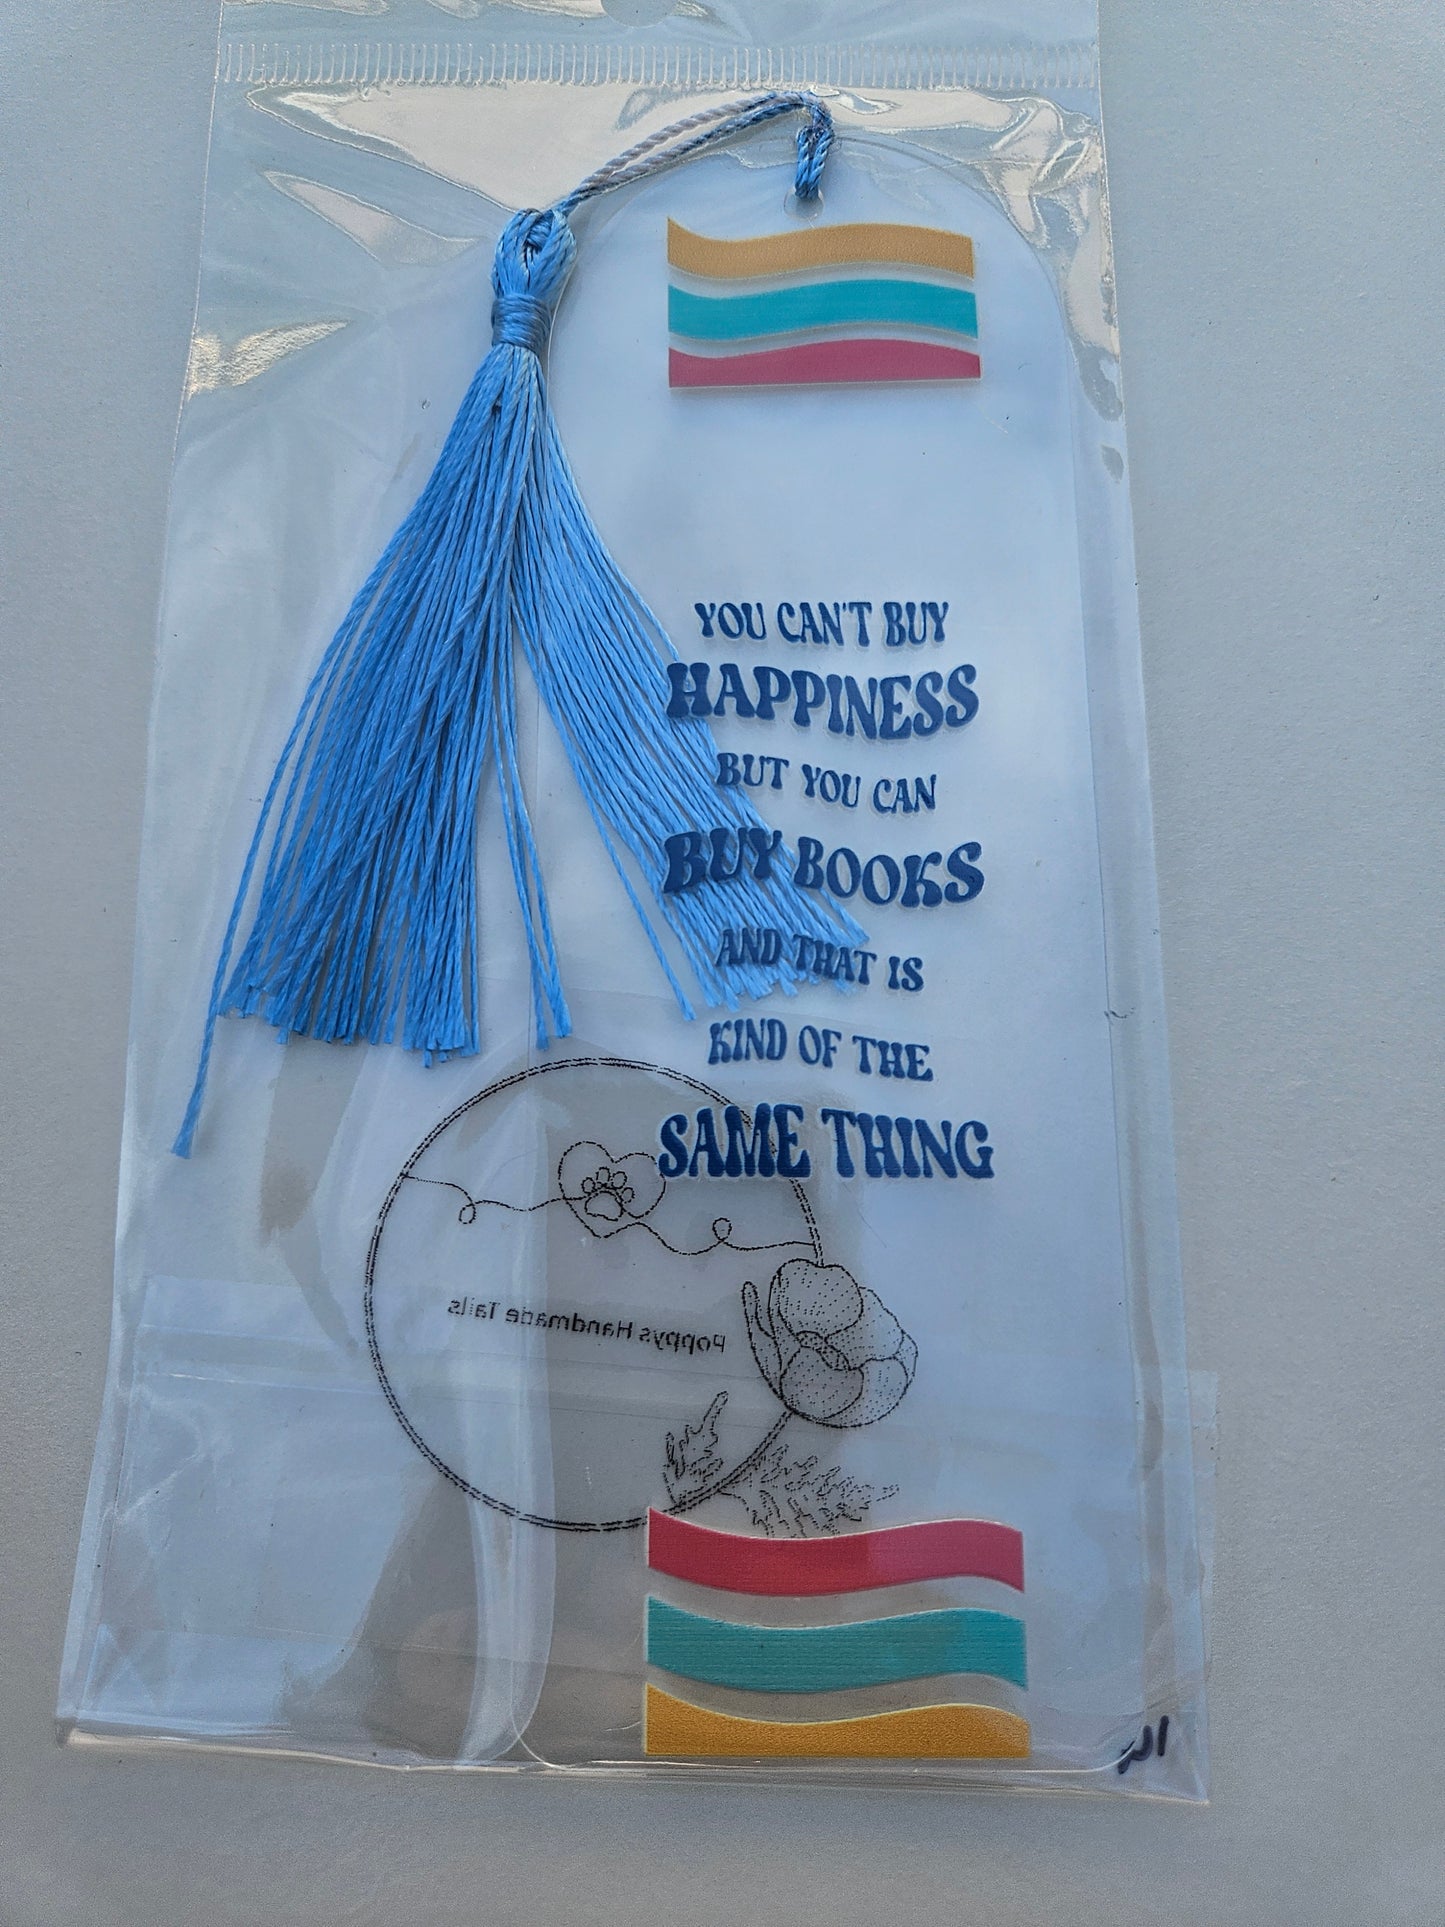 YOU CAN'T BUY
HAPPINESS
BUT YOU CAN
BUY BOOKS
AND THAT IS
KIND OF THE
SAME THING
Poppys Handmade Tails